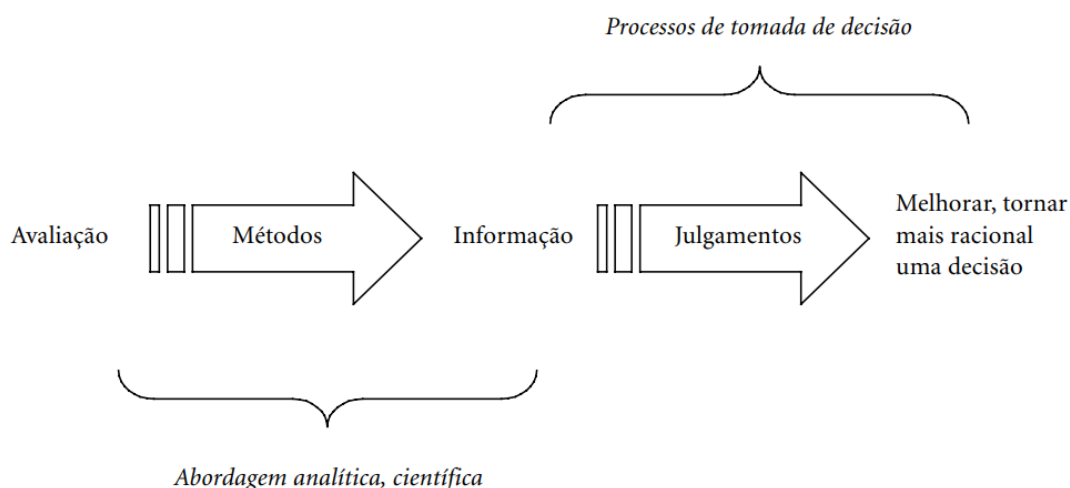 Processos de tomada de decisão
Avaliação
Métodos
Informação
Julgamentos
Melhorar, tornar
mais racional
uma decisão
Abordagem analítica, científica